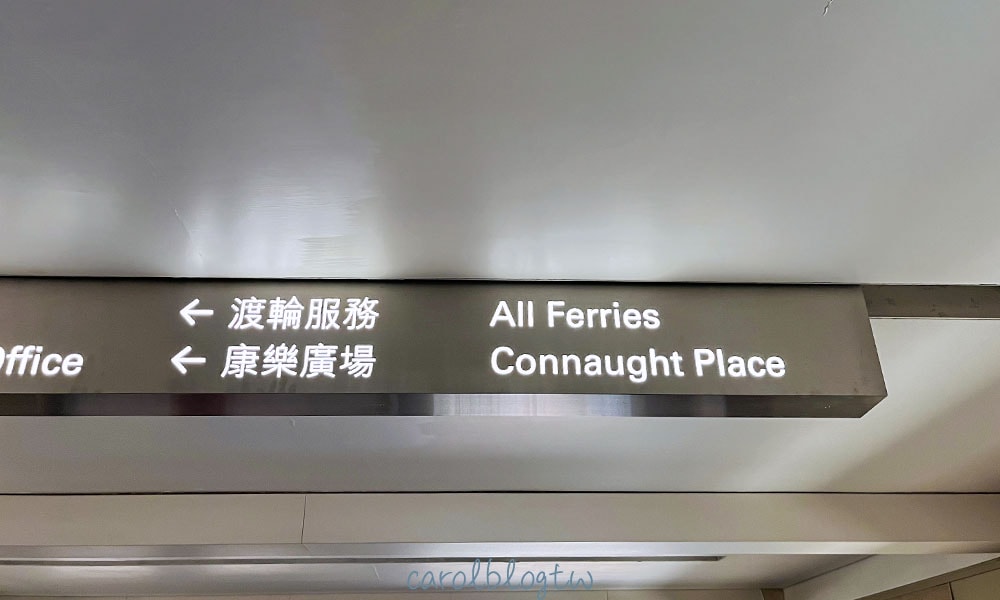 ← 渡輪服務 All Ferries
Office
← 康樂廣場 Connaught Place
carolblogtw